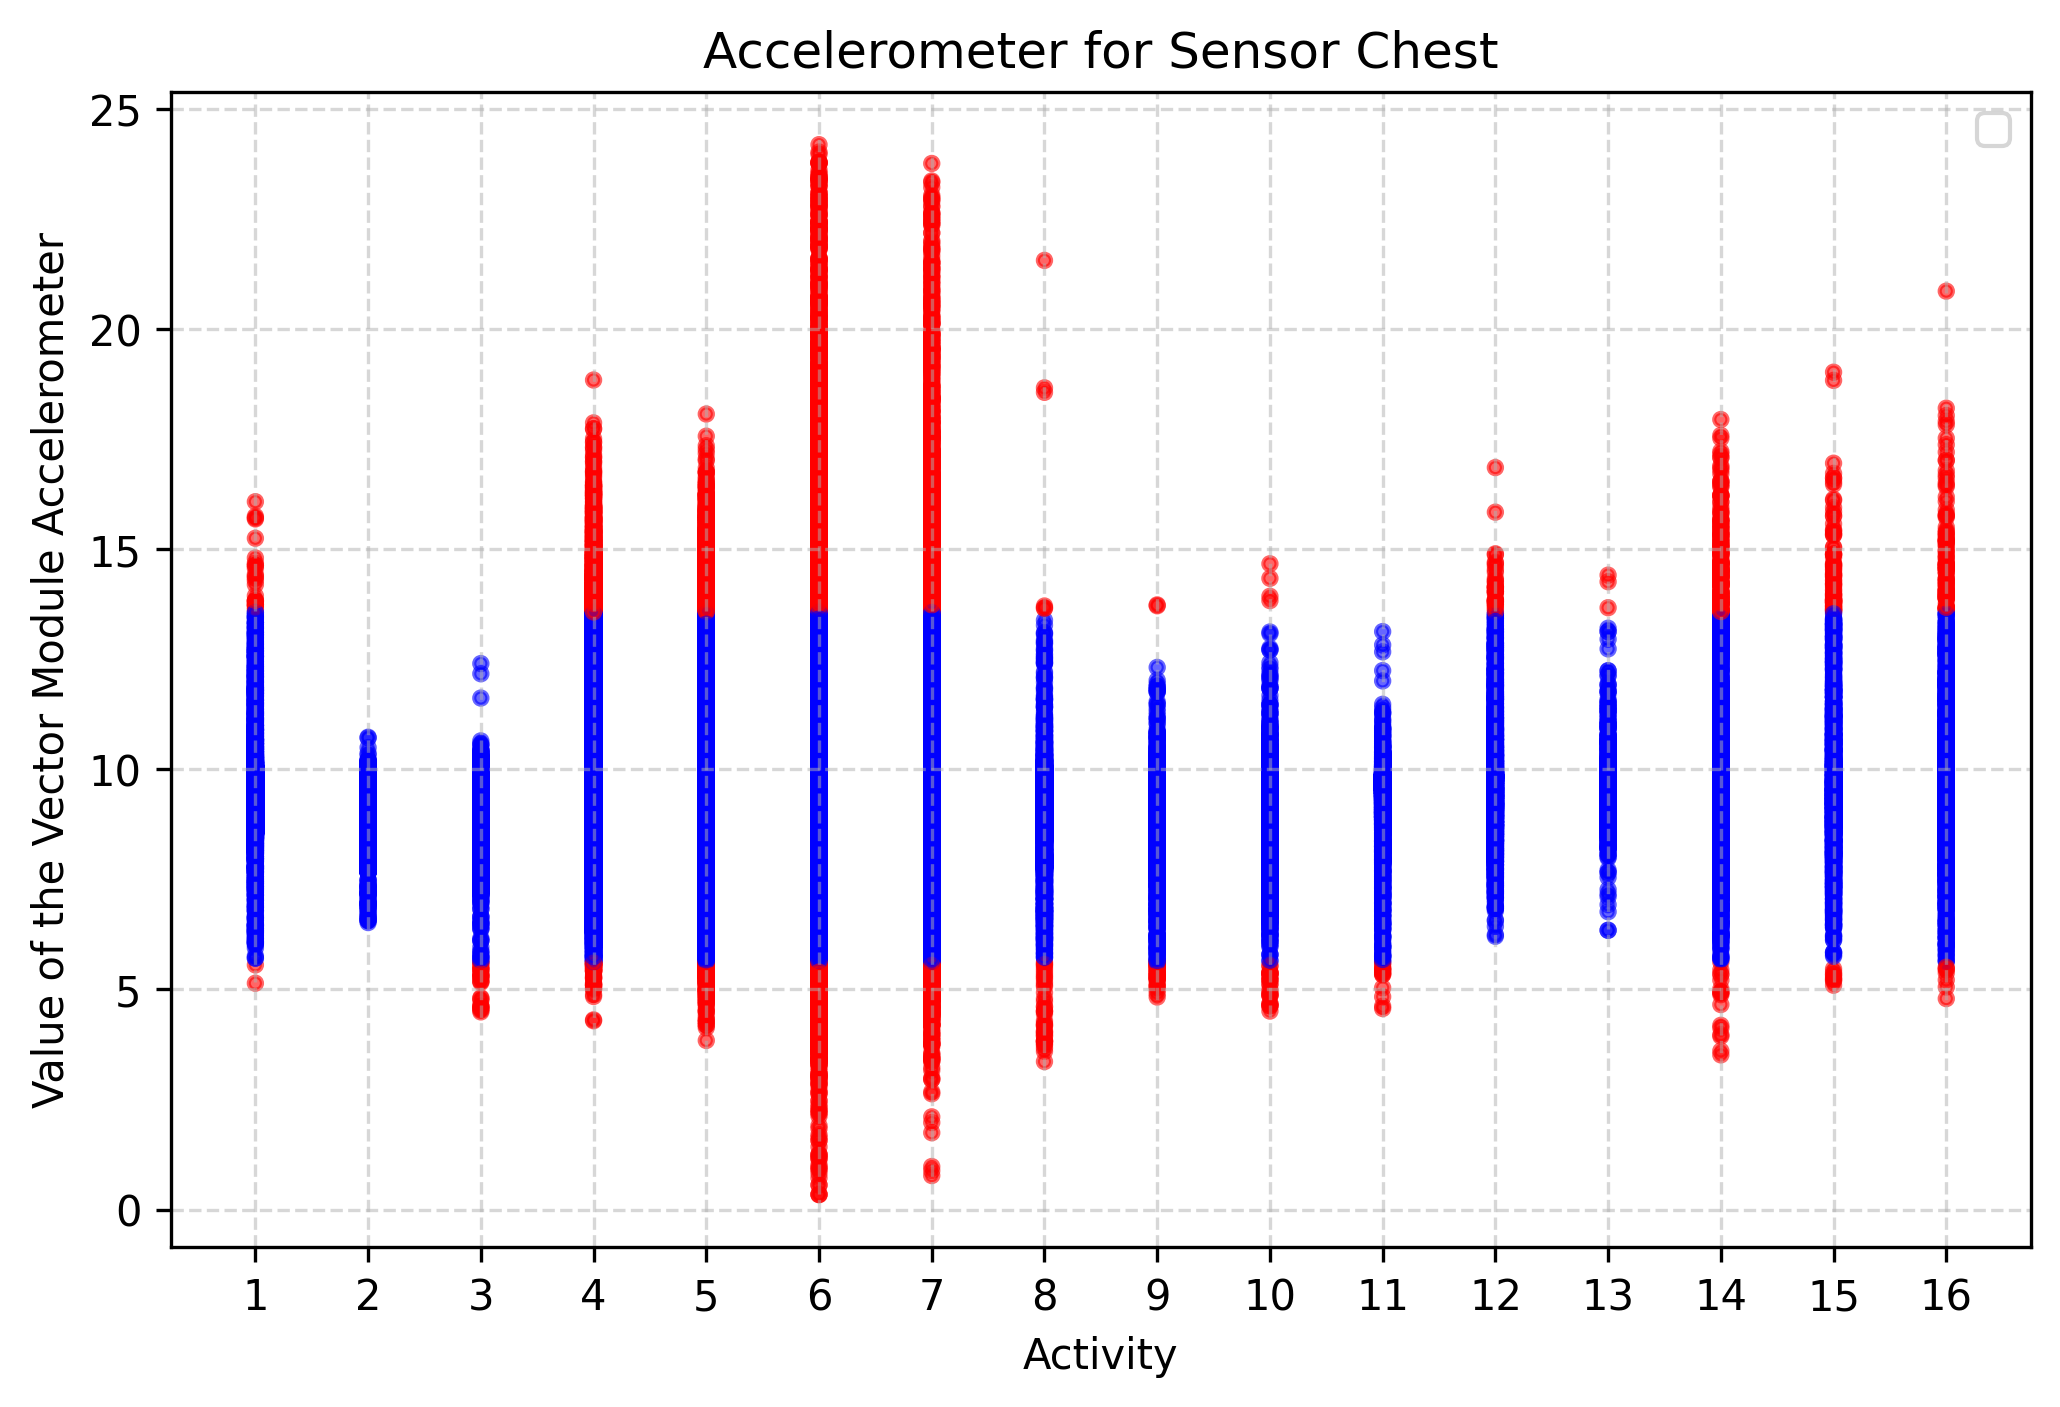 Accelerometer for Sensor Chest
Value of the Vector Module Accelerometer
25
20
15
10
5
0
1 2 3 4 5 6 7 8 9 10 11 12 13 14 15 16
Activity